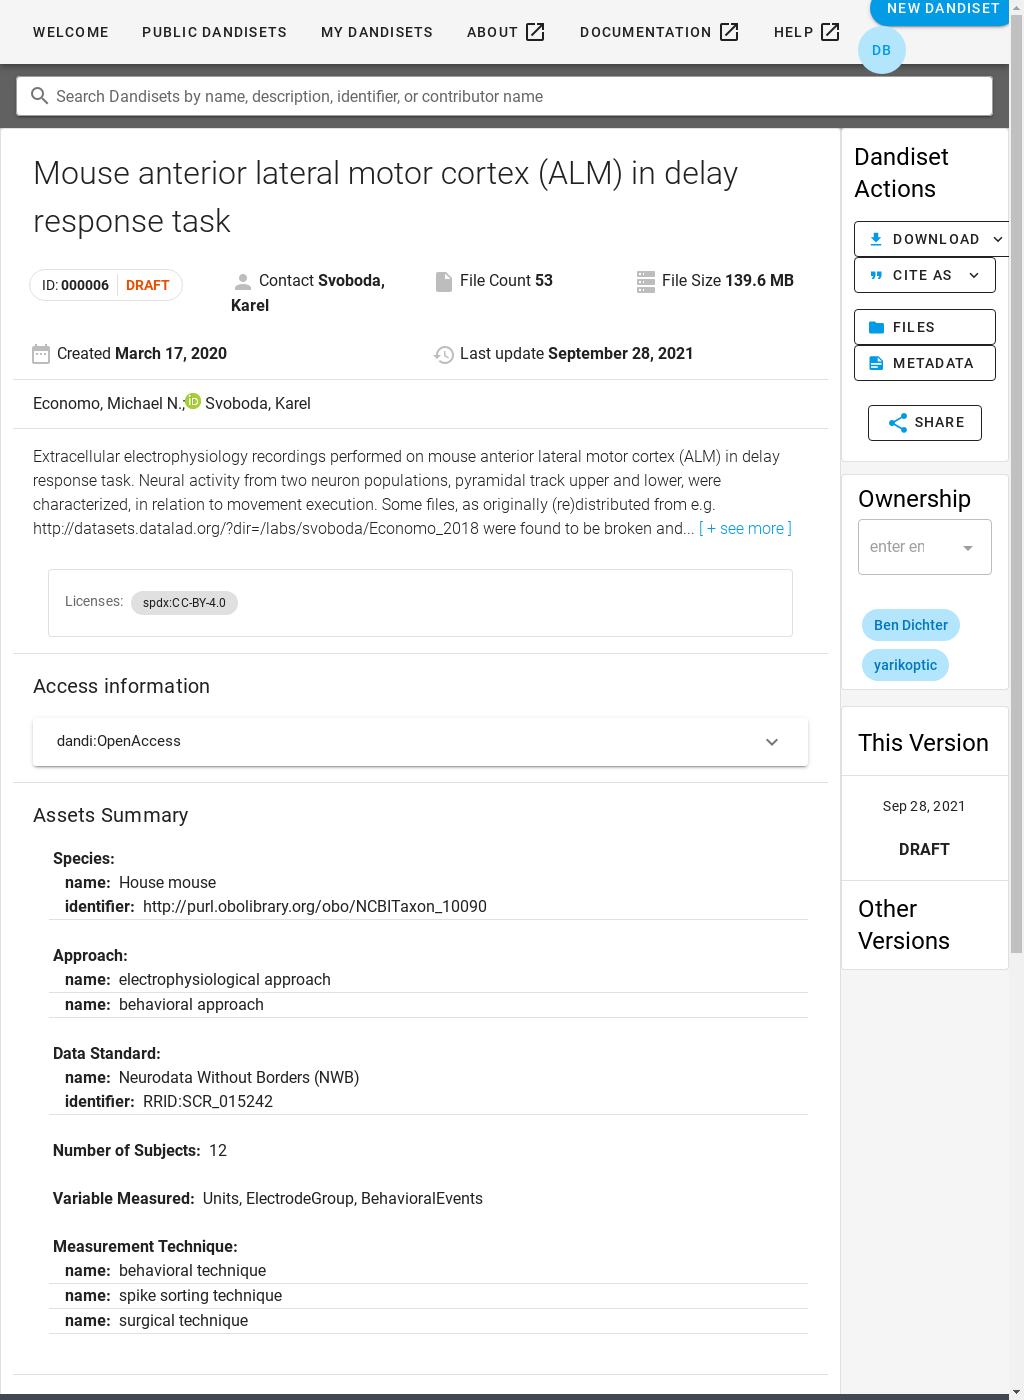 WELCOME PUBLIC DANDISETS MY DANDISETS ABOUT DOCUMENTATION HELP NEW DANDISET
DB
Search Dandisets by name, description, identifier, or contributor name
Mouse anterior lateral motor cortex (ALM) in delay
response task
ID: 000006 DRAFT
Contact Svoboda,
Karel
File Count 53
File Size 139.6 MB
Created March 17, 2020
Last update September 28, 2021
Economo, Michael N.; Svoboda, Karel
Extracellular electrophysiology recordings performed on mouse anterior lateral motor cortex (ALM) in delay
response task. Neural activity from two neuron populations, pyramidal track upper and lower, were
characterized, in relation to movement execution. Some files, as originally (re)distributed from e.g.
http://datasets.datalad.org/?dir=/labs/svoboda/Economo_2018 were found to be broken and... [ + see more ]
Licenses: spdx:CC-BY-4.0
Access information
dandi:OpenAccess
Assets Summary
Species:
name: House mouse
identifier: http://purl.obolibrary.org/obo/NCBITaxon_10090
Approach:
name: electrophysiological approach
name: behavioral approach
Data Standard:
name: Neurodata Without Borders (NWB)
identifier: RRID:SCR_015242
Number of Subjects: 12
Variable Measured: Units, ElectrodeGroup, BehavioralEvents
Measurement Technique:
name: behavioral technique
name: spike sorting technique
name: surgical technique
Dandiset
Actions
DOWNLOAD
CITE AS
FILES
METADATA
SHARE
Ownership
enter en
Ben Dichter
yarikoptic
This Version
Sep 28, 2021
DRAFT
Other
Versions